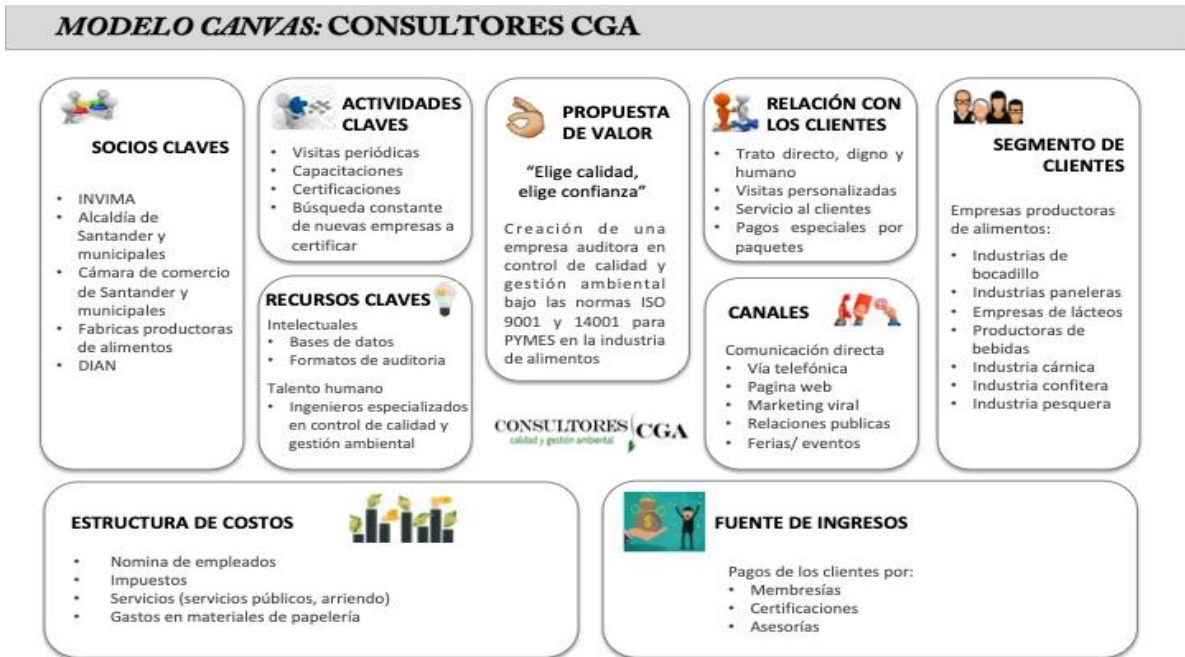 MODELO CANVAS: CONSULTORES CGA
SOCIOS CLAVES
• INVIMA
• Alcaldía de
Santander y
municipales
• Cámara de comercio
de Santander y
municipales
• Fabricas productoras
de alimentos
• DIAN
ACTIVIDADES
CLAVES
• Visitas periódicas
• Capacitaciones
• Certificaciones
• Búsqueda constante
de nuevas empresas a
certificar
RECURSOS CLAVES
Intelectuales
• Bases de datos
• Formatos de auditoria
Talento humano
• Ingenieros especializados
en control de calidad y
gestión ambiental
PROPUESTA
DE VALOR
“Elige calidad,
elige confianza”
Creación de una
empresa auditora en
control de calidad y
gestión ambiental
bajo las normas ISO
9001 y 14001 para
PYMES en la industria
de alimentos
CONSULTORES CGA
calidad y gestión ambiental
RELACIÓN CON
LOS CLIENTES
• Trato directo, digno y
humano
• Visitas personalizadas
• Servicio al clientes
• Pagos especiales por
paquetes
CANALES
Comunicación directa
• Vía telefónica
• Pagina web
• Marketing viral
• Relaciones publicas
• Ferias/ eventos
SEGMENTO DE
CLIENTES
Empresas productoras
de alimentos:
• Industrias de
bocadillo
• Industrias paneleras
• Empresas de lácteos
• Productoras de
bebidas
• Industria cárnica
• Industria confitera
• Industria pesquera
ESTRUCTURA DE COSTOS
• Nomina de empleados
• Impuestos
• Servicios (servicios públicos, arriendo)
• Gastos en materiales de papelería
FUENTE DE INGRESOS
$
Pagos de los clientes por:
• Membresías
• Certificaciones
• Asesorías